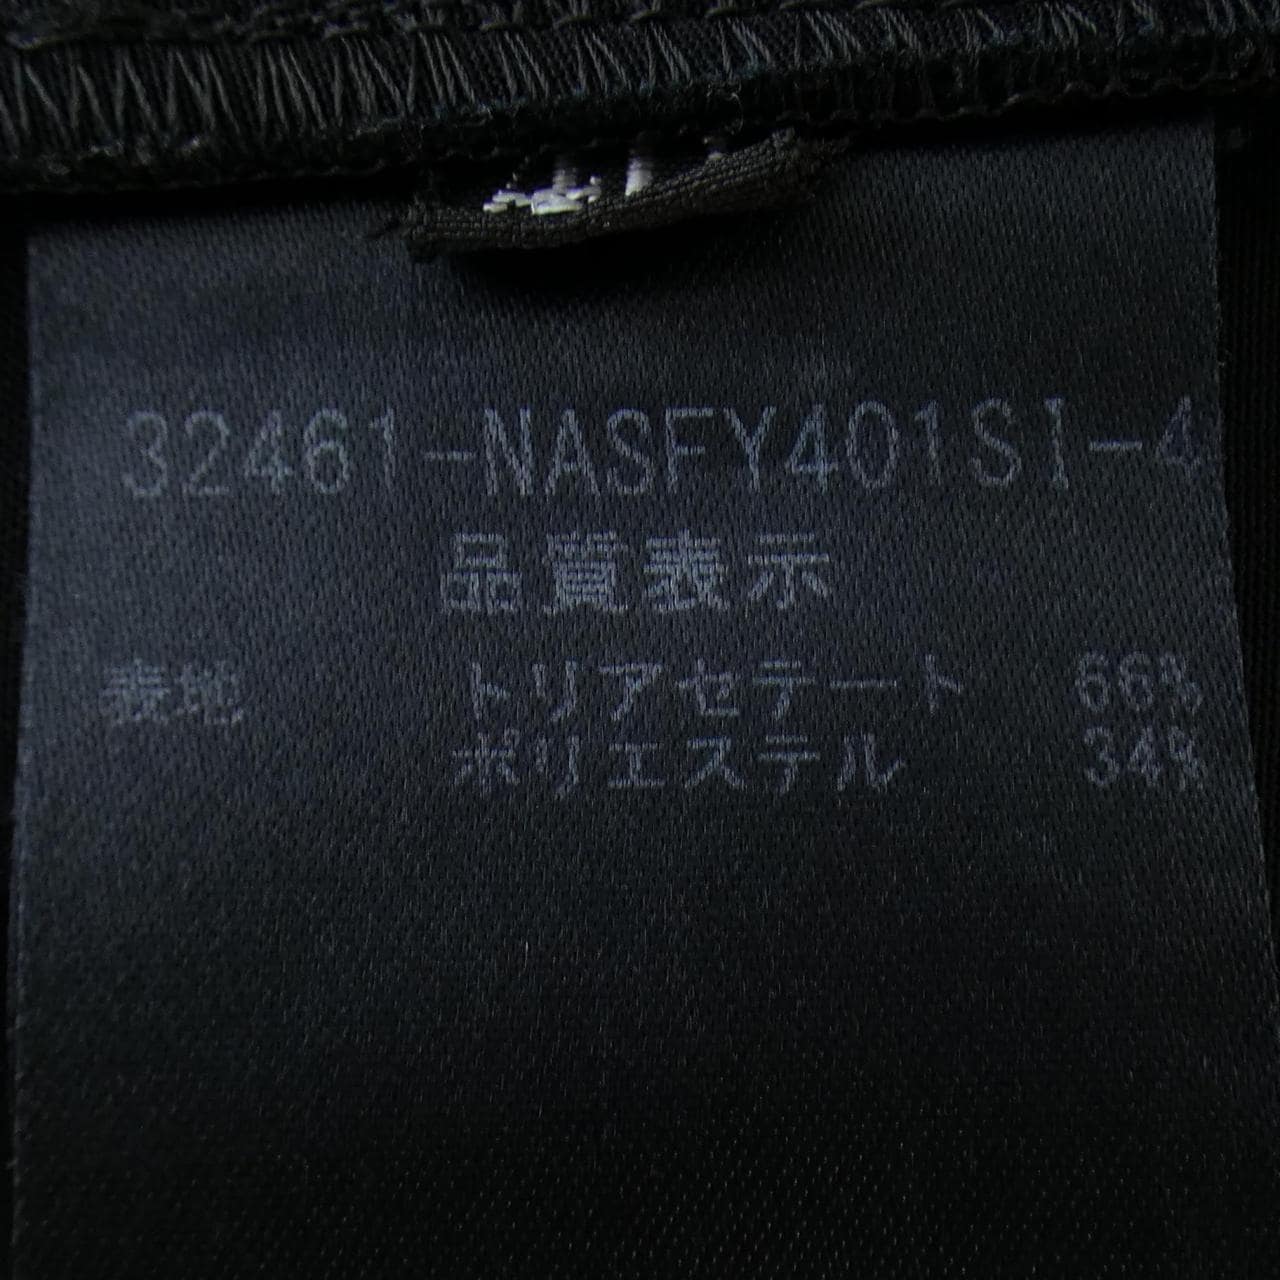 32461-NASFY401SI-4
品質表示
表地 トリアセテート 66%
ポリエステル 34%